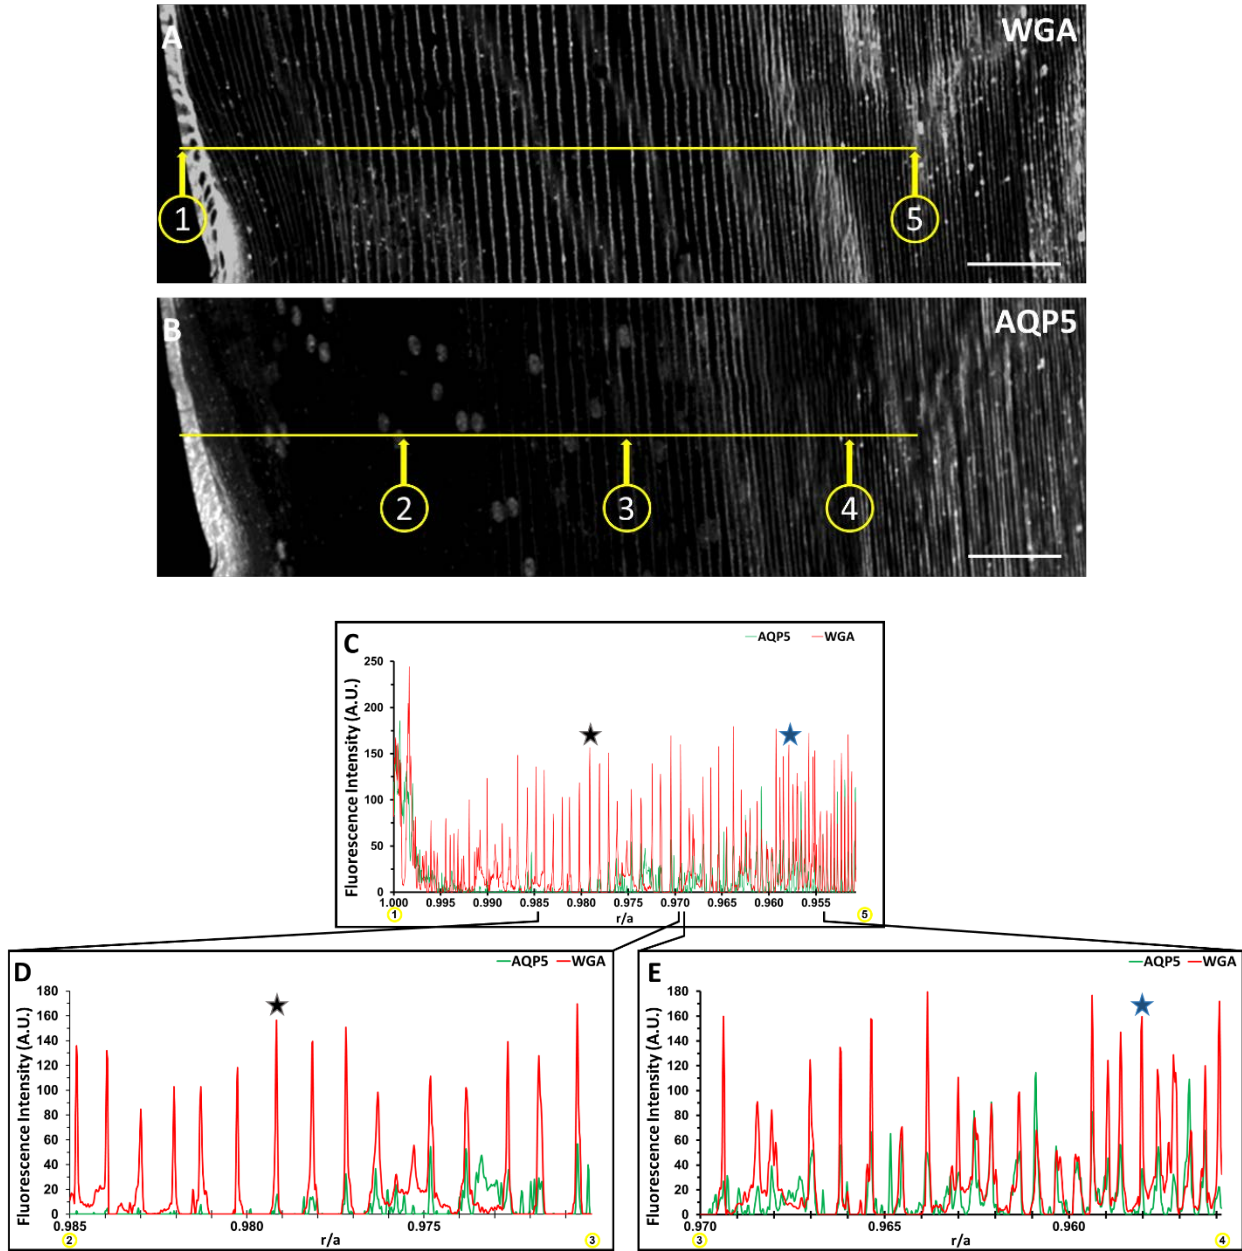 A
WGA
1
5
B
AQP5
2
3
4
C
AQP5 WGA
Fluorescence Intensity (A.U.)
250
200
150
100
50
0
1.000 0.995 0.990 0.985 0.980 0.975 0.970 0.965 0.960 0.955
1 r/a 5
D
AQP5 WGA
Fluorescence Intensity (A.U.)
180
160
140
120
100
80
60
40
20
0
0.985 0.980 0.975
2 r/a 3
E
AQP5 WGA
Fluorescence Intensity (A.U.)
180
160
140
120
100
80
60
40
20
0
0.970 0.965 0.960
3 r/a 4